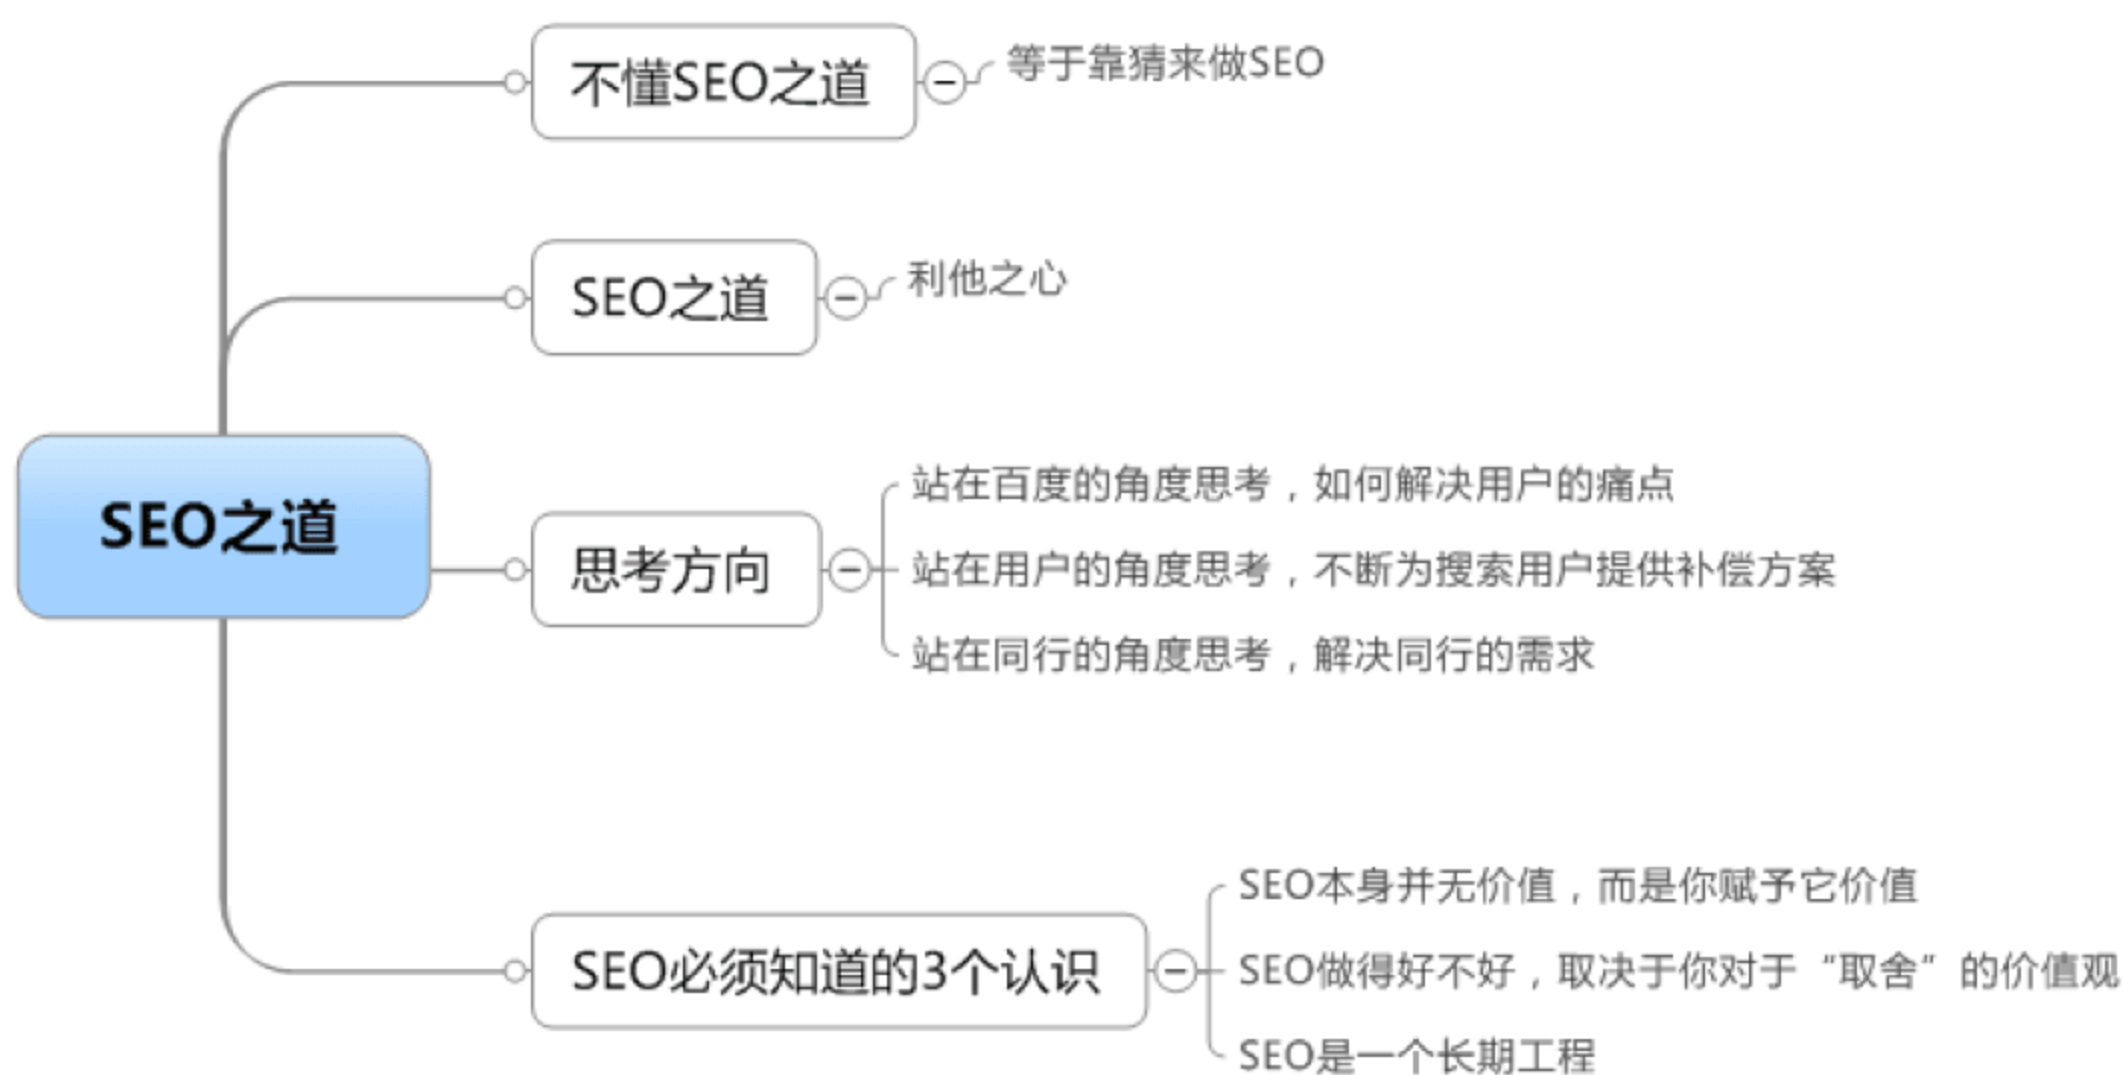 不懂SEO之道
等于靠猜来做SEO
SEO之道
利他之心
SEO之道
思考方向
站在百度的角度思考，如何解决用户的痛点
站在用户的角度思考，不断为搜索用户提供补偿方案
站在同行的角度思考，解决同行的需求
SEO必须知道的3个认识
SEO本身并无价值，而是你赋予它价值
SEO做得好不好，取决于你对于“取舍”的价值观
SEO是一个长期工程